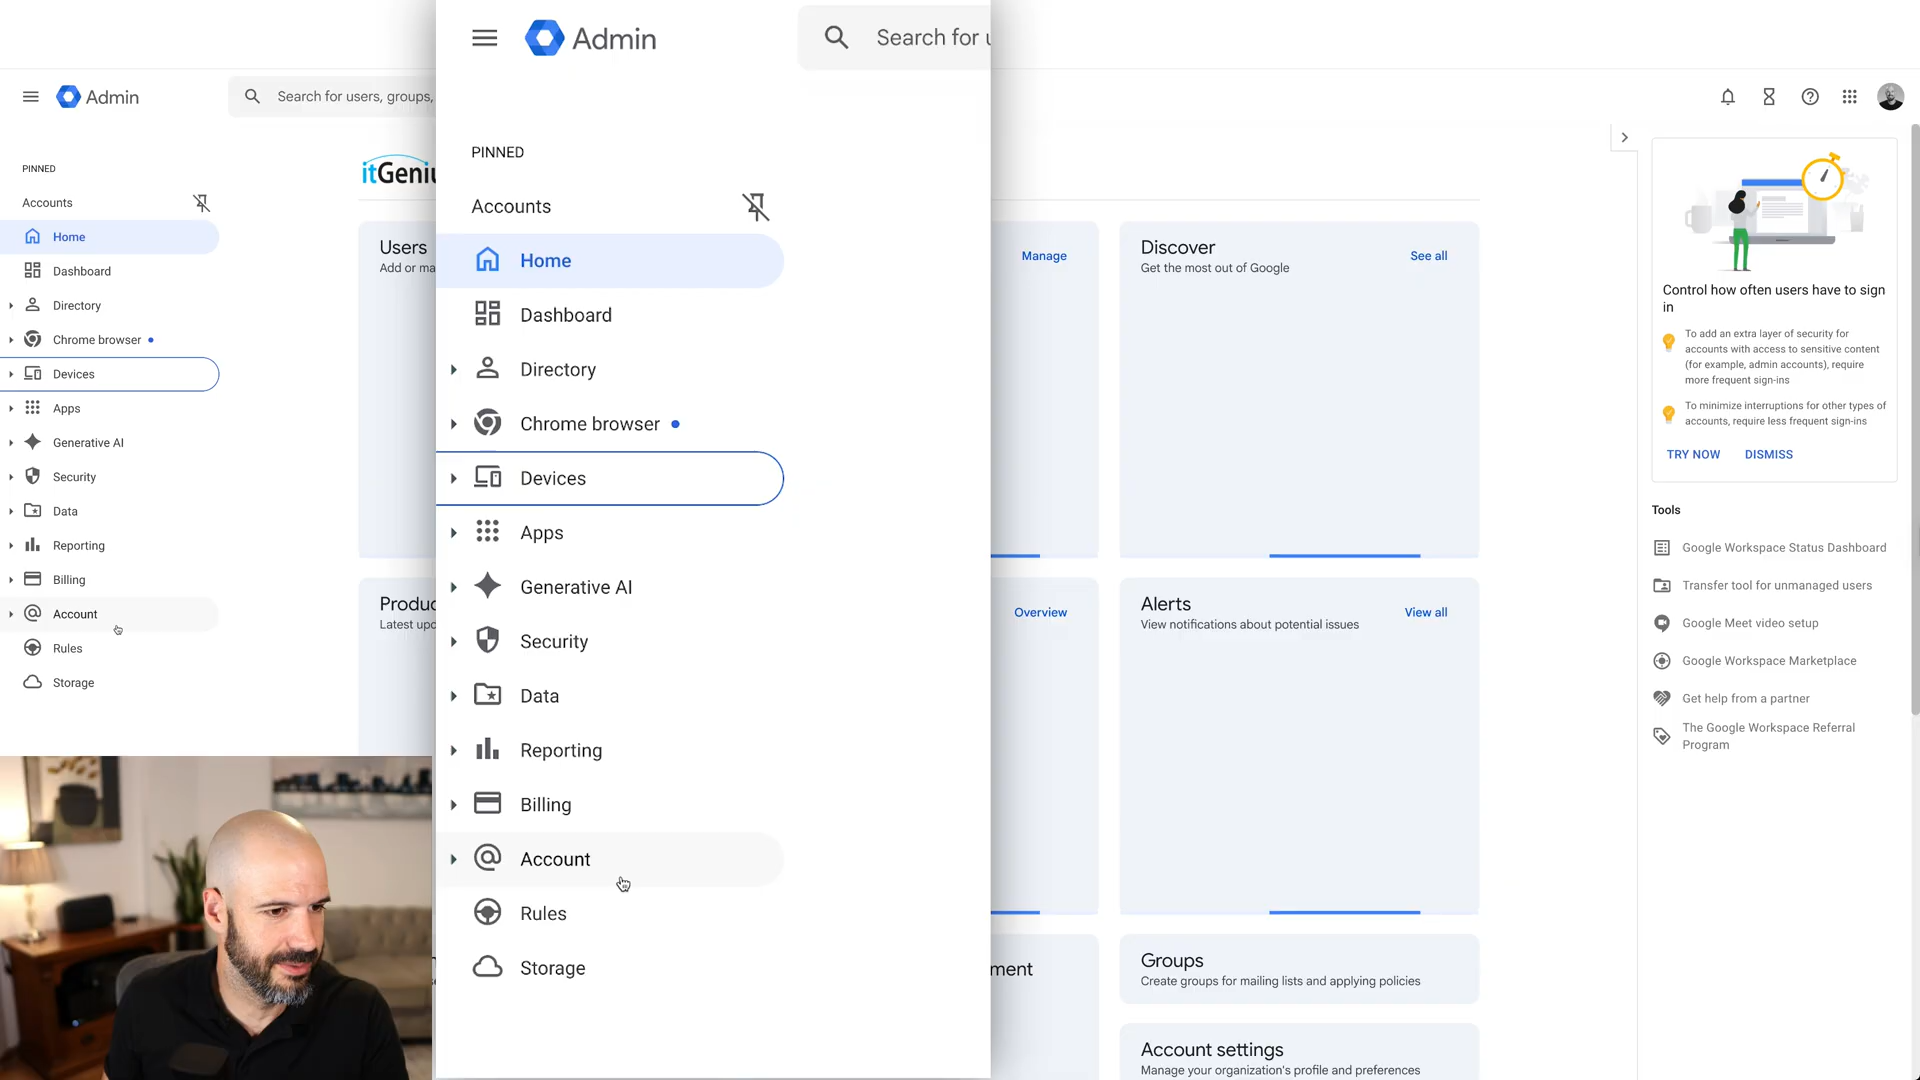 Admin
Search for users, groups,
PINNED
Accounts
Home
Dashboard
Directory
Chrome browser
Devices
Apps
Generative AI
Security
Data
Reporting
Billing
Account
Rules
Storage
Admin
Search for
PINNED
Accounts
Home
Dashboard
Directory
Chrome browser
Devices
Apps
Generative AI
Security
Data
Reporting
Billing
Account
Rules
Storage
Users
Add or
Manage
Overview
Discover
Get the most out of Google
See all
Alerts
View notifications about potential issues
View all
Groups
Create groups for mailing lists and applying policies
Account settings
Manage your organization's profile and preferences
Control how often users have to sign
in
To add an extra layer of security for
accounts with access to sensitive content
(for example, admin accounts), require
more frequent sign-ins
To minimize interruptions for other types of
accounts, require less frequent sign-ins
TRY NOW DISMISS
Tools
Google Workspace Status Dashboard
Transfer tool for unmanaged users
Google Meet video setup
Google Workspace Marketplace
Get help from a partner
The Google Workspace Referral
Program